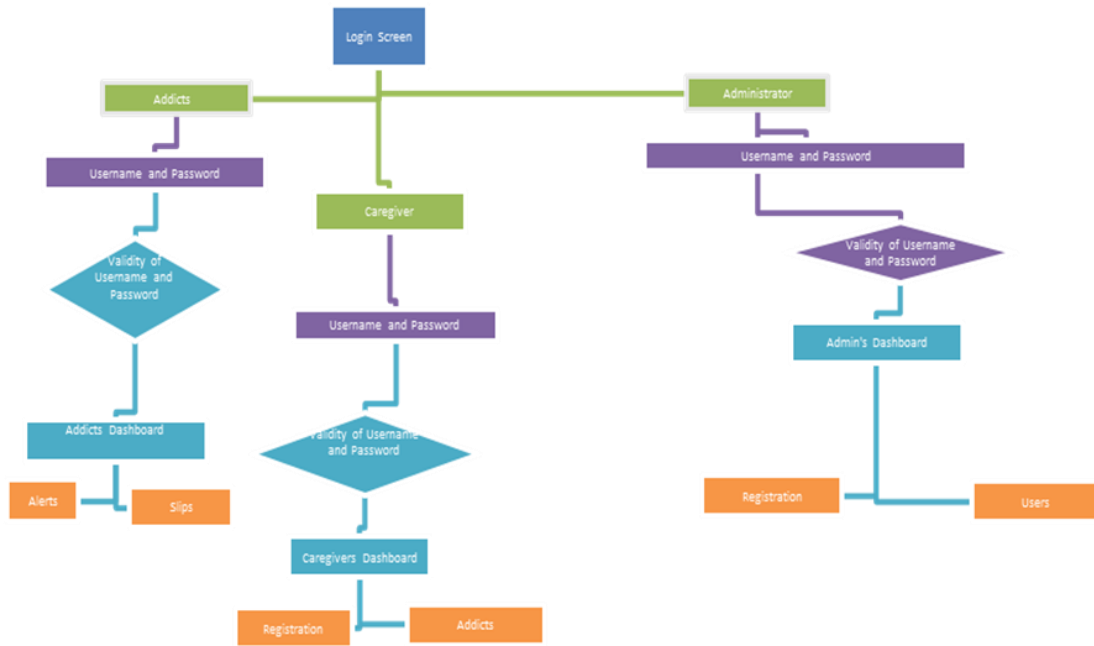 Login Screen
Addicts
Administrator
Username and Password
Username and Password
Caregiver
Validity of
Username and
Password
Validity of Username
and Password
Username and Password
Admin's Dashboard
Addicts Dashboard
Validity of Username
and Password
Alerts
Slips
Registration
Users
Caregivers Dashboard
Registration
Addicts